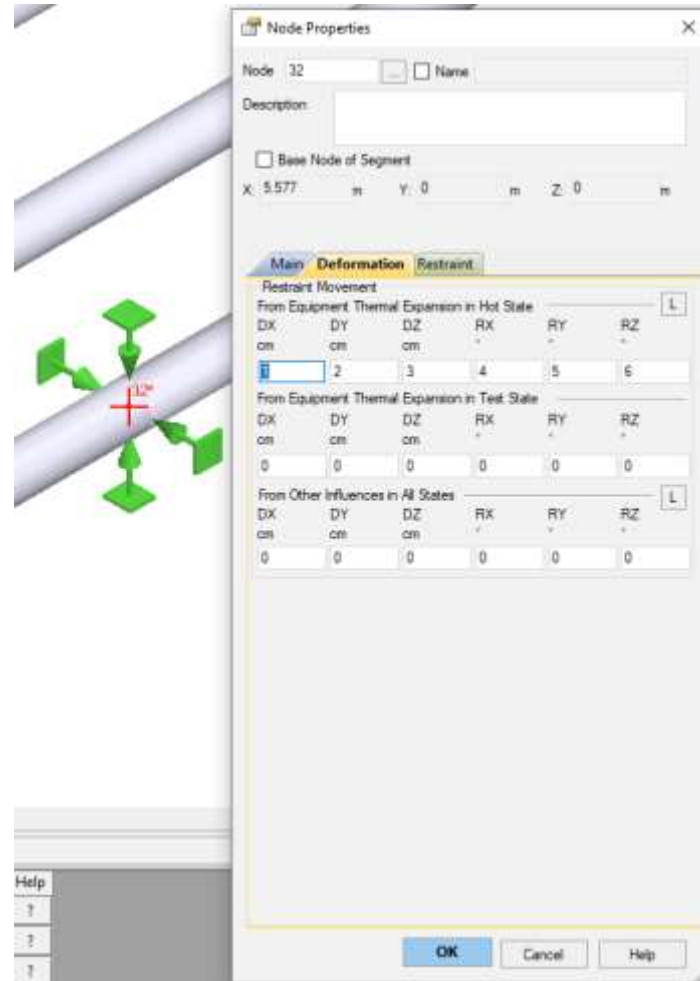 Node Properties
Node 32 ... Name
Description
Base Node of Segment
X: 5.577 m Y: 0 m Z: 0 m
Main Deformation Restraint
Restraint Movement
From Equipment Thermal Expansion in Hot State L
DX DY DZ RX RY RZ
cm cm cm ° ° °
1 2 3 4 5 6
From Equipment Thermal Expansion in Test State
DX DY DZ RX RY RZ
cm cm cm ° ° °
0 0 0 0 0 0
From Other Influences in All States L
DX DY DZ RX RY RZ
cm cm cm ° ° °
0 0 0 0 0 0
Help
?
?
?
OK Cancel Help